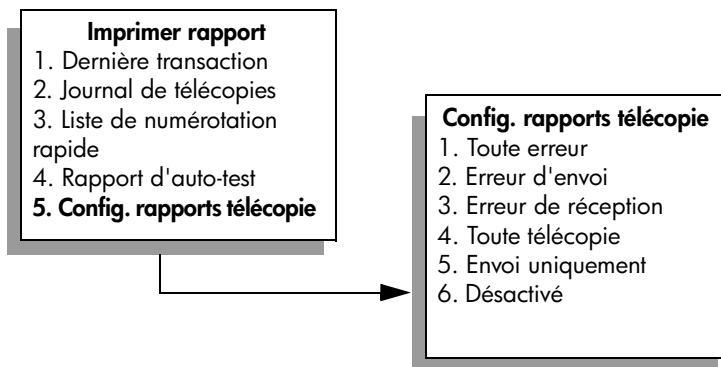 Imprimer rapport
1. Dernière transaction
2. Journal de télécopies
3. Liste de numérotation
rapide
4. Rapport d'auto-test
5. Config. rapports télécopie
Config. rapports télécopie
1. Toute erreur
2. Erreur d'envoi
3. Erreur de réception
4. Toute télécopie
5. Envoi uniquement
6. Désactivé